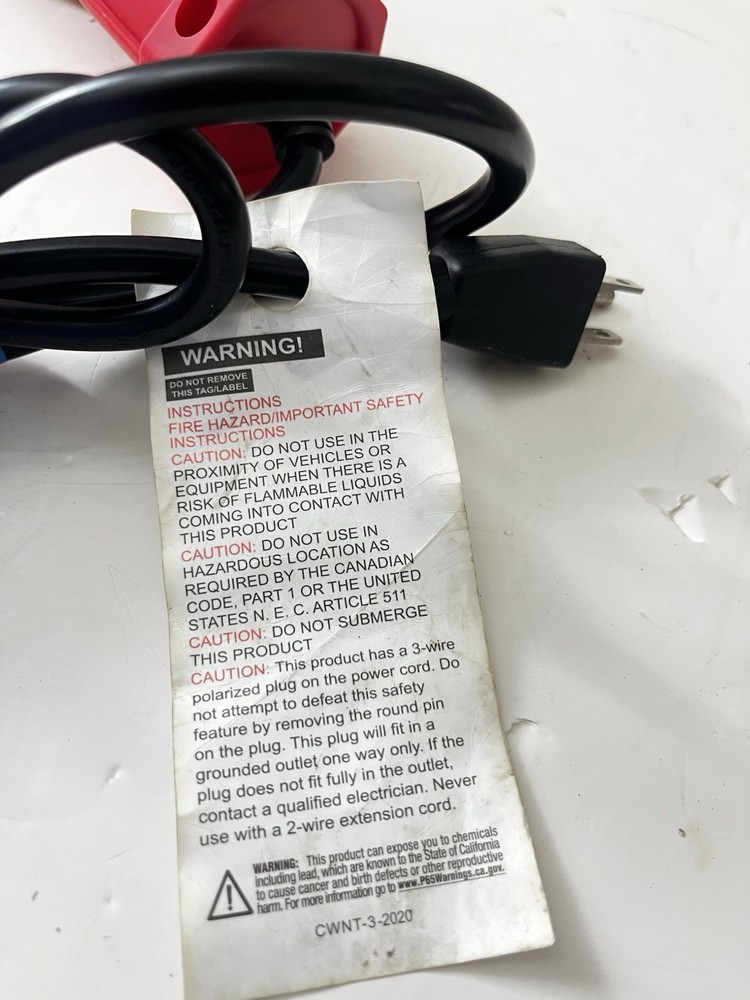 WARNING!
DO NOT REMOVE
THIS TAG/LABEL
INSTRUCTIONS
FIRE HAZARD/IMPORTANT SAFETY
INSTRUCTIONS
CAUTION: DO NOT USE IN THE
PROXIMITY OF VEHICLES OR
EQUIPMENT WHEN THERE IS A
RISK OF FLAMMABLE LIQUIDS
COMING INTO CONTACT WITH
THIS PRODUCT
CAUTION: DO NOT USE IN
HAZARDOUS LOCATION AS
REQUIRED BY THE CANADIAN
CODE, PART 1 OR THE UNITED
STATES N. E. C. ARTICLE 511
CAUTION: DO NOT SUBMERGE
THIS PRODUCT
CAUTION: This product has a 3-wire
polarized plug on the power cord. Do
not attempt to defeat this safety
feature by removing the round pin
on the plug. This plug will fit in a
grounded outlet one way only. If the
plug does not fit fully in the outlet,
contact a qualified electrician. Never
use with a 2-wire extension cord.
WARNING: This product can expose you to chemicals
including lead, which are known to the State of California
to cause cancer and birth defects or other reproductive
harm. For more information go to www.P65Warnings.ca.gov.
CWNT-3-2020